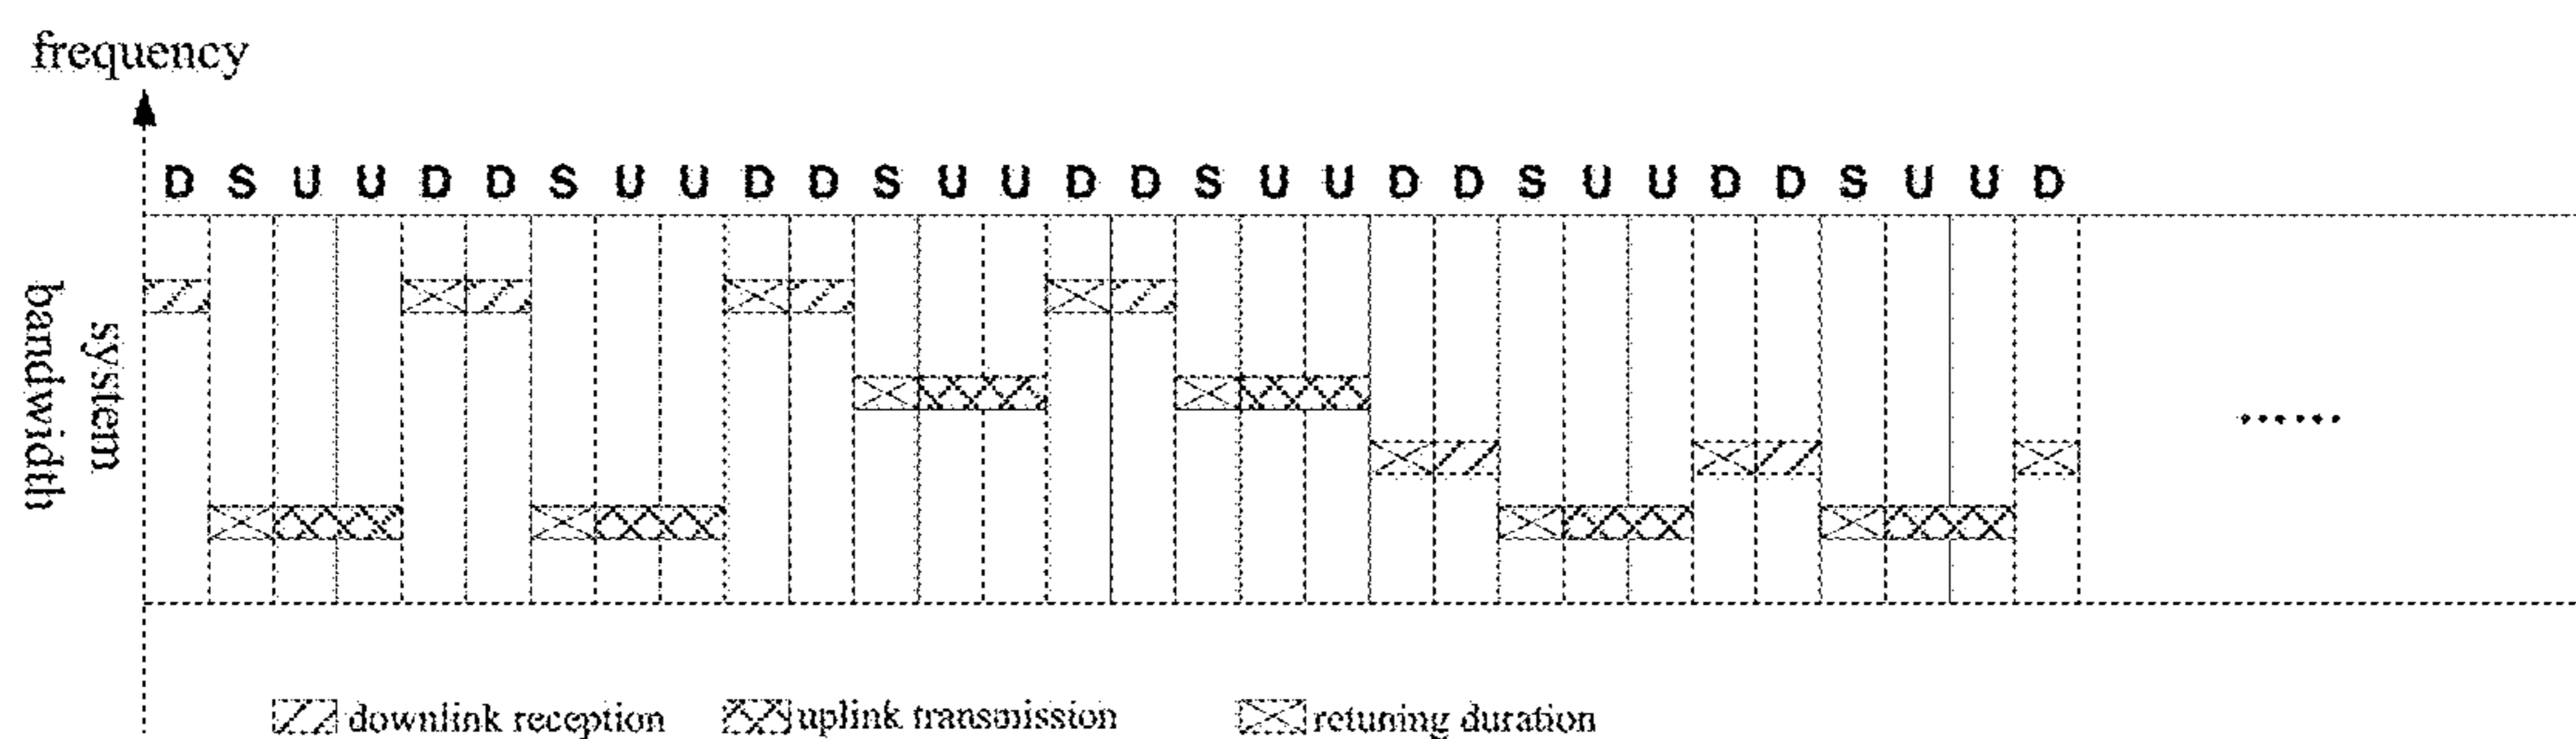 frequency
D S U U D D S U U D D S U U D D S U U D D S U U D D S U U D
system
bandwidth
......
downlink reception
uplink transmission
retuning duration